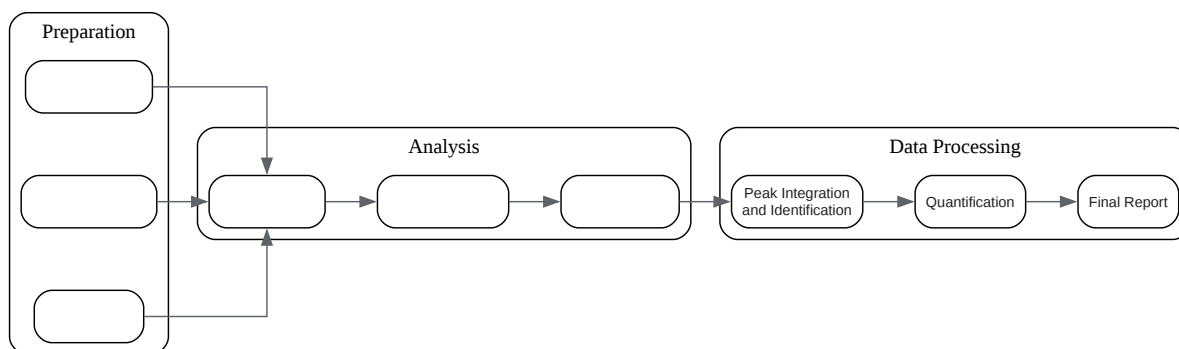 Preparation
Analysis
Data Processing
Peak Integration
and Identification
Quantification
Final Report